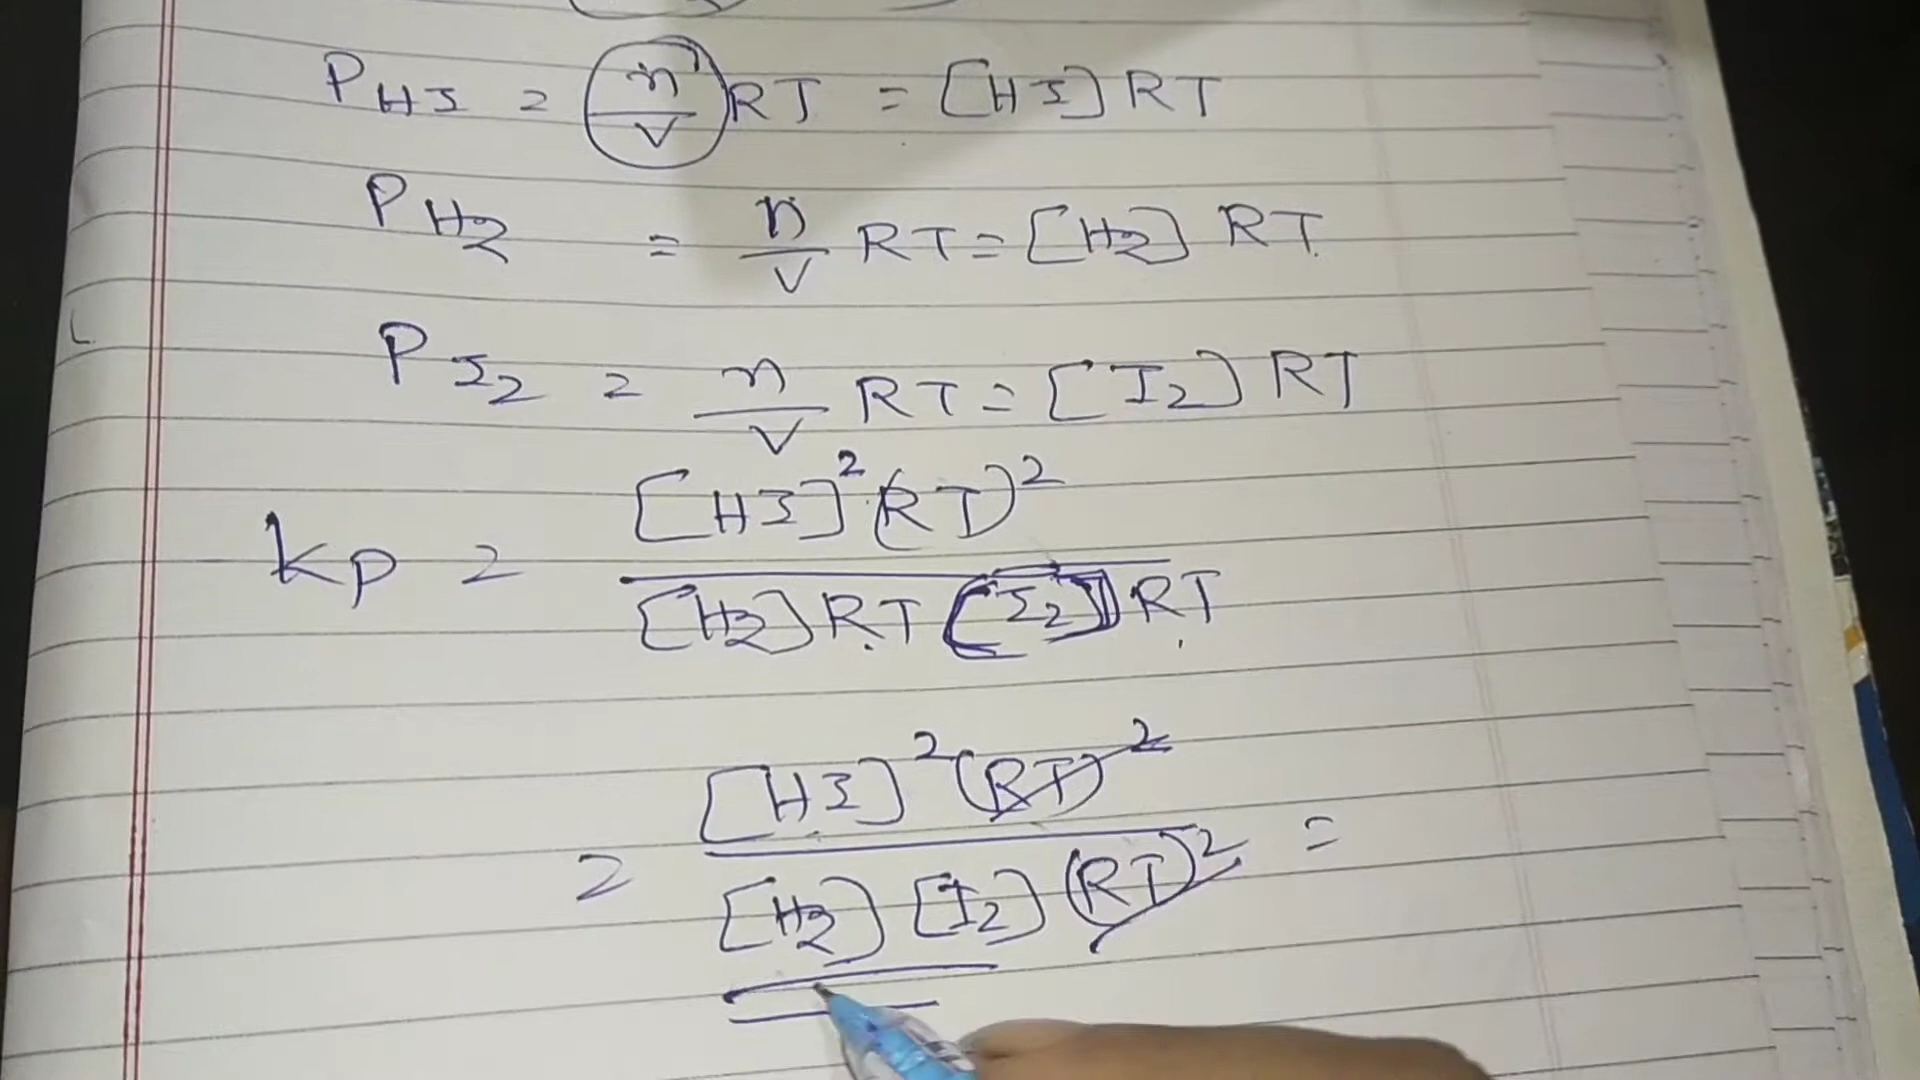 P_HI = n/V RT = [HI] RT
P_H2 = n/V RT = [H2] RT
P_I2 = n/V RT = [I2] RT
Kp = [HI]² (RT)² / [H2] RT [I2] RT
= [HI]² (RT)² / [H2] [I2] (RT)² =